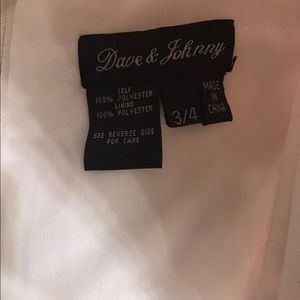 Dave & Johnny
SELF
100% POLYESTER
LINING
100% POLYESTER
SEE REVERSE SIDE
FOR CARE
3/4
MADE
IN
CHINA